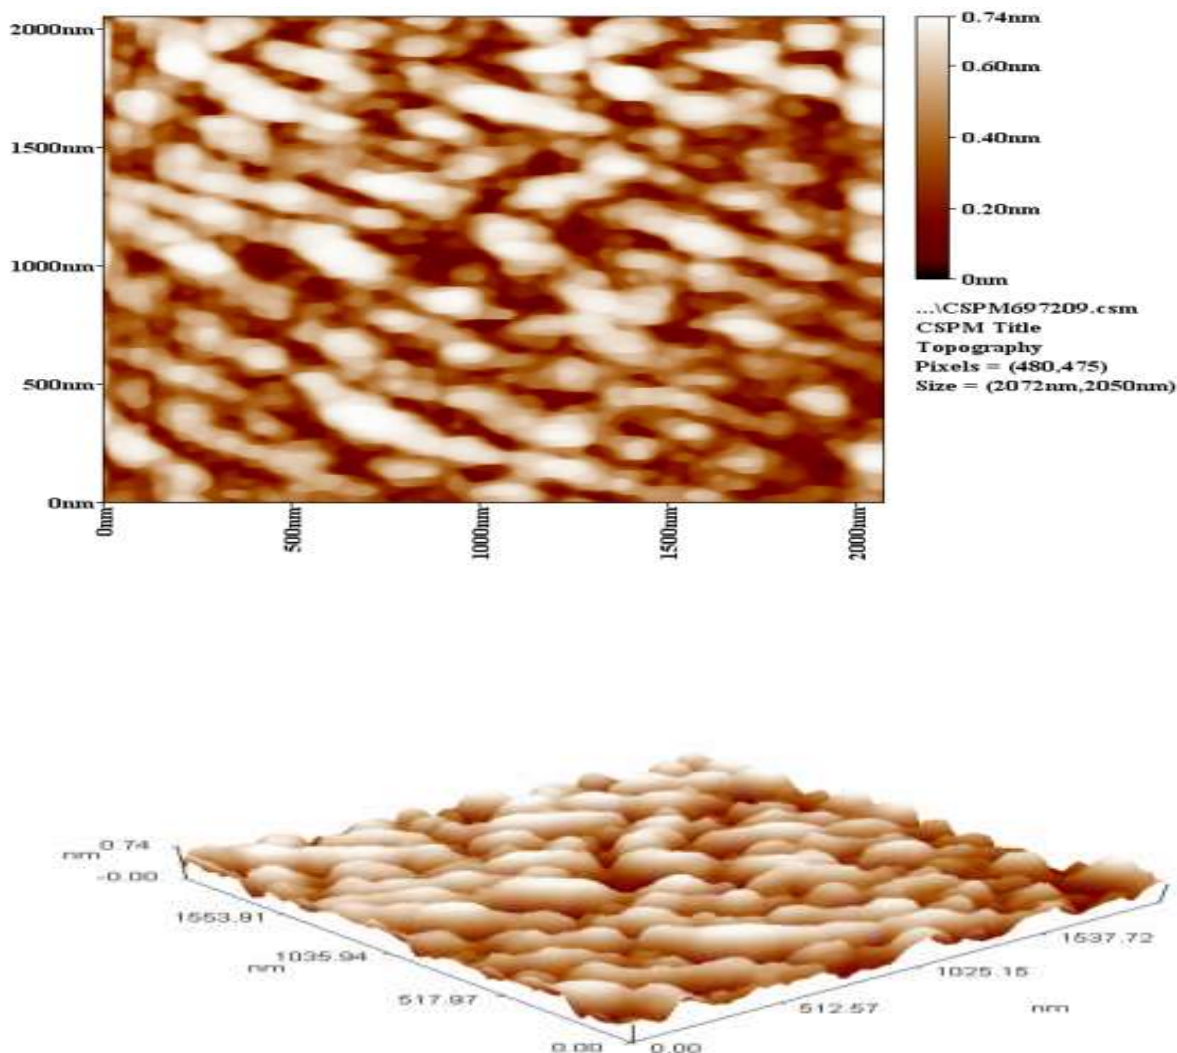 2000nm
1500nm
1000nm
500nm
0nm
0nm
500nm
1000nm
1500nm
2000nm
0.74nm
0.60nm
0.40nm
0.20nm
0nm
...\CSPM697209.csm
CSPM Title
Topography
Pixels = (480,475)
Size = (2072nm,2050nm)
0.74
nm
-0.00
1553.91
1035.94
nm
517.97
0.00
0.00
512.57
1025.15
1537.72
nm